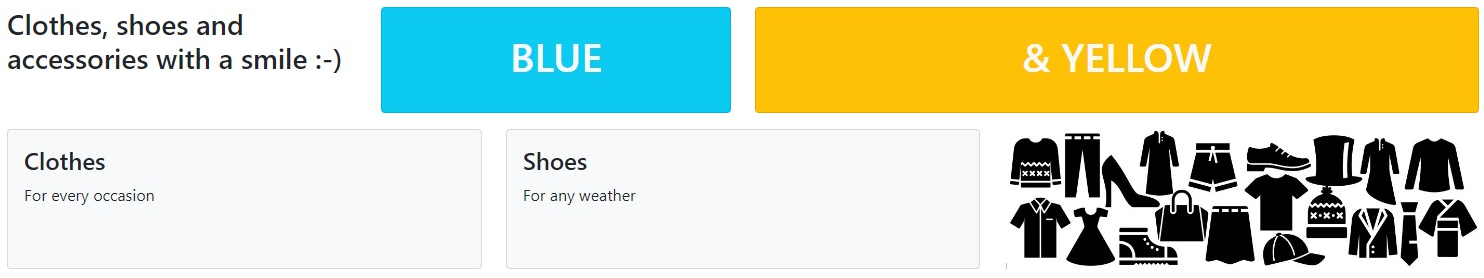 Clothes, shoes and
accessories with a smile :-)
BLUE
& YELLOW
Clothes
For every occasion
Shoes
For any weather